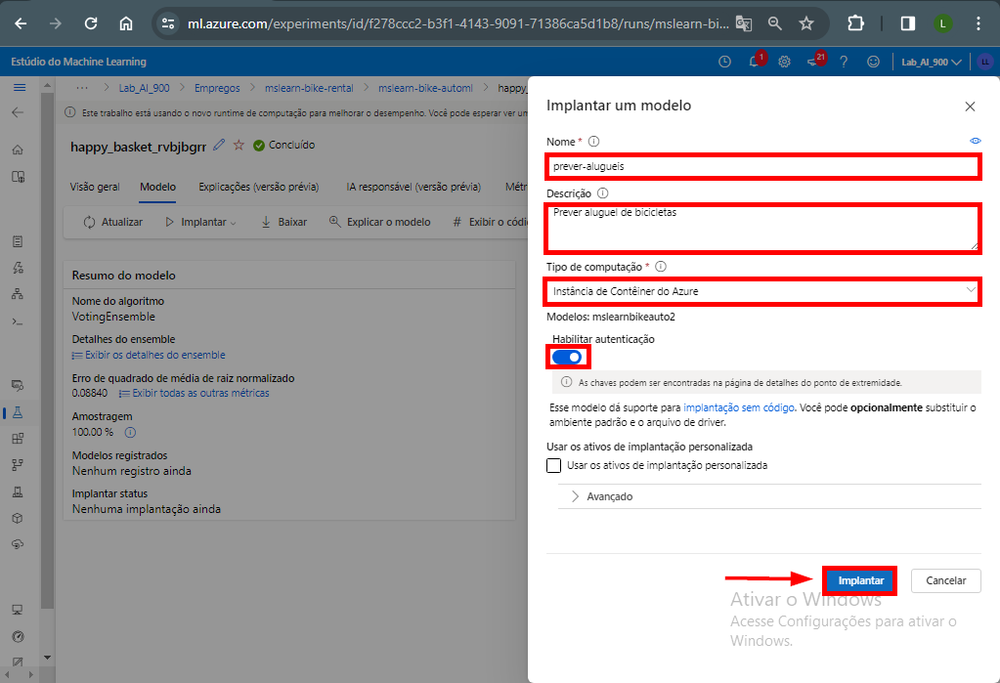 ml.azure.com/experiments/id/f278ccc2-b3f1-4143-9091-71386ca5d1b8/runs/mslearn-bi...
L
Estúdio do Machine Learning
1
21
Lab_AI_900
LL
... > Lab_AI_900 > Empregos > mslearn-bike-rental > mslearn-bike-automl > happy_
Este trabalho está usando o novo runtime de computação para melhorar o desempenho. Você pode esperar ver um
happy_basket_rvbjbgrr
Concluído
Visão geral
Modelo
Explicações (versão prévia)
IA responsável (versão prévia)
Métr
Atualizar
Implantar
Baixar
Explicar o modelo
# Exibir o códi
Resumo do modelo
Nome do algoritmo
VotingEnsemble
Detalhes do ensemble
Exibir os detalhes do ensemble
Erro de quadrado de média de raiz normalizado
0.08840 Exibir todas as outras métricas
Amostragem
100.00 %
Modelos registrados
Nenhum registro ainda
Implantar status
Nenhuma implantação ainda
Implantar um modelo
Nome *
prever-alugueis
Descrição
Prever aluguel de bicicletas
Tipo de computação *
Instância de Contêiner do Azure
Modelos: mslearnbikeauto2
Habilitar autenticação
As chaves podem ser encontradas na página de detalhes do ponto de extremidade.
Esse modelo dá suporte para implantação sem código. Você pode opcionalmente substituir o
ambiente padrão e o arquivo de driver.
Usar os ativos de implantação personalizada
Usar os ativos de implantação personalizada
Avançado
Implantar
Cancelar
Ativar o Windows
Acesse Configurações para ativar o
Windows.